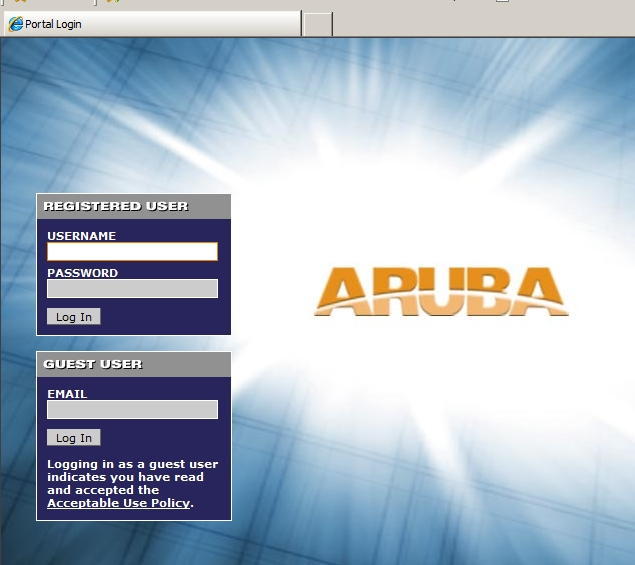 Portal Login
REGISTERED USER
USERNAME
PASSWORD
Log In
ARUBA
GUEST USER
EMAIL
Log In
Logging in as a guest user
indicates you have read
and accepted the
Acceptable Use Policy.